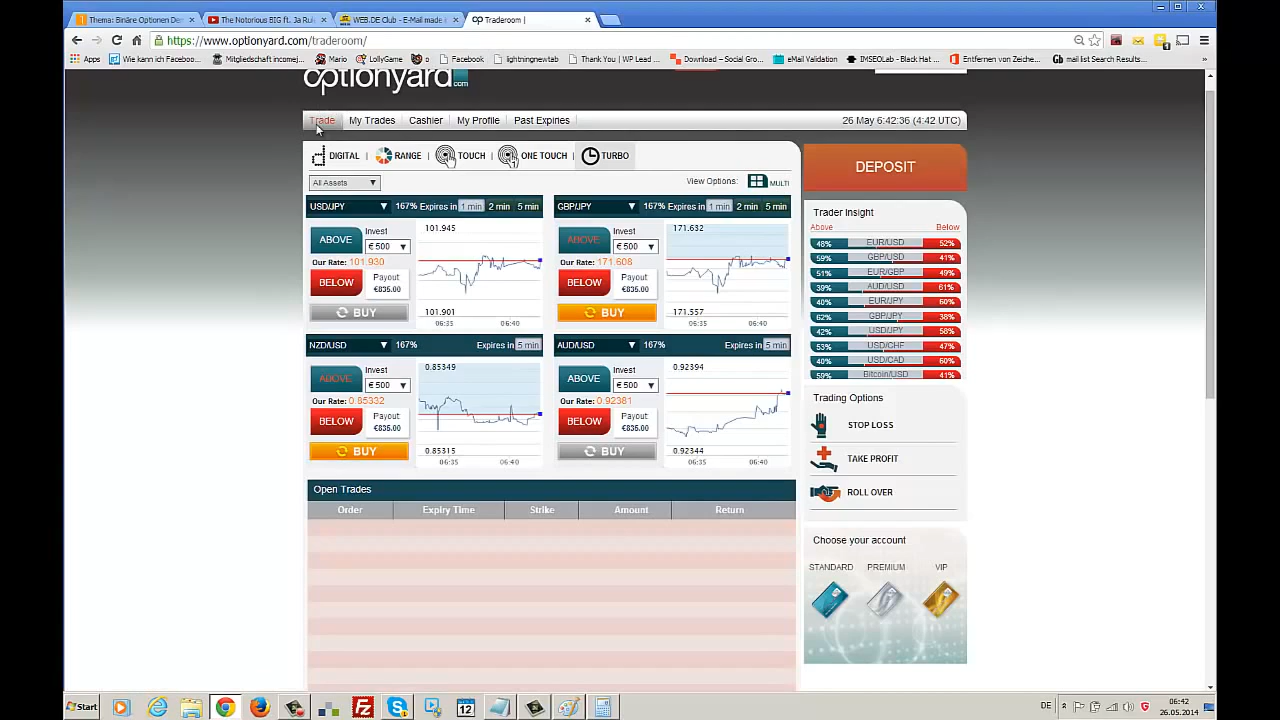 Thema: Binäre Optionen De
The Notorious BIG ft. Ja Ru
WEB.DE Club - E-Mail made i
Traderoom |
https://www.optionyard.com/traderoom/
Apps
Wie kann ich Faceboo...
Mitgliedschaft incomej...
Mario
LollyGame
o
Facebook
lightningnewtab
Thank You | WP Lead ...
Download – Social Gro...
eMail Validation
IMSEOLab - Black Hat ...
Entfernen von Zeiche...
mail list Search Results...
optionyard
.com
Trade My Trades Cashier My Profile Past Expires 26 May 6:42:36 (4:42 UTC)
DIGITAL | RANGE | TOUCH | ONE TOUCH TURBO
All Assets
View Options: MULTI
USD/JPY 167% Expires in 1 min 2 min 5 min
ABOVE
Invest
€ 500
Our Rate: 101.930
BELOW
Payout
€835.00
BUY
101.945
101.901
06:35 06:40
GBP/JPY 167% Expires in 1 min 2 min 5 min
ABOVE
Invest
€ 500
Our Rate: 171.608
BELOW
Payout
€835.00
BUY
171.632
171.557
06:35 06:40
NZD/USD 167% Expires in 5 min
ABOVE
Invest
€ 500
Our Rate: 0.85332
BELOW
Payout
€835.00
BUY
0.85349
0.85315
06:35 06:40
AUD/USD 167% Expires in 5 min
ABOVE
Invest
€ 500
Our Rate: 0.92381
BELOW
Payout
€835.00
BUY
0.92394
0.92344
06:35 06:40
Open Trades
Order Expiry Time Strike Amount Return
DEPOSIT
Trader Insight
Above Below
48% EUR/USD 52%
59% GBP/USD 41%
51% EUR/GBP 49%
39% AUD/USD 61%
40% EUR/JPY 60%
62% GBP/JPY 38%
42% USD/JPY 58%
53% USD/CHF 47%
40% USD/CAD 60%
59% Bitcoin/USD 41%
Trading Options
STOP LOSS
TAKE PROFIT
ROLL OVER
Choose your account
STANDARD PREMIUM VIP
Start
12
DE
06:42
26.05.2014